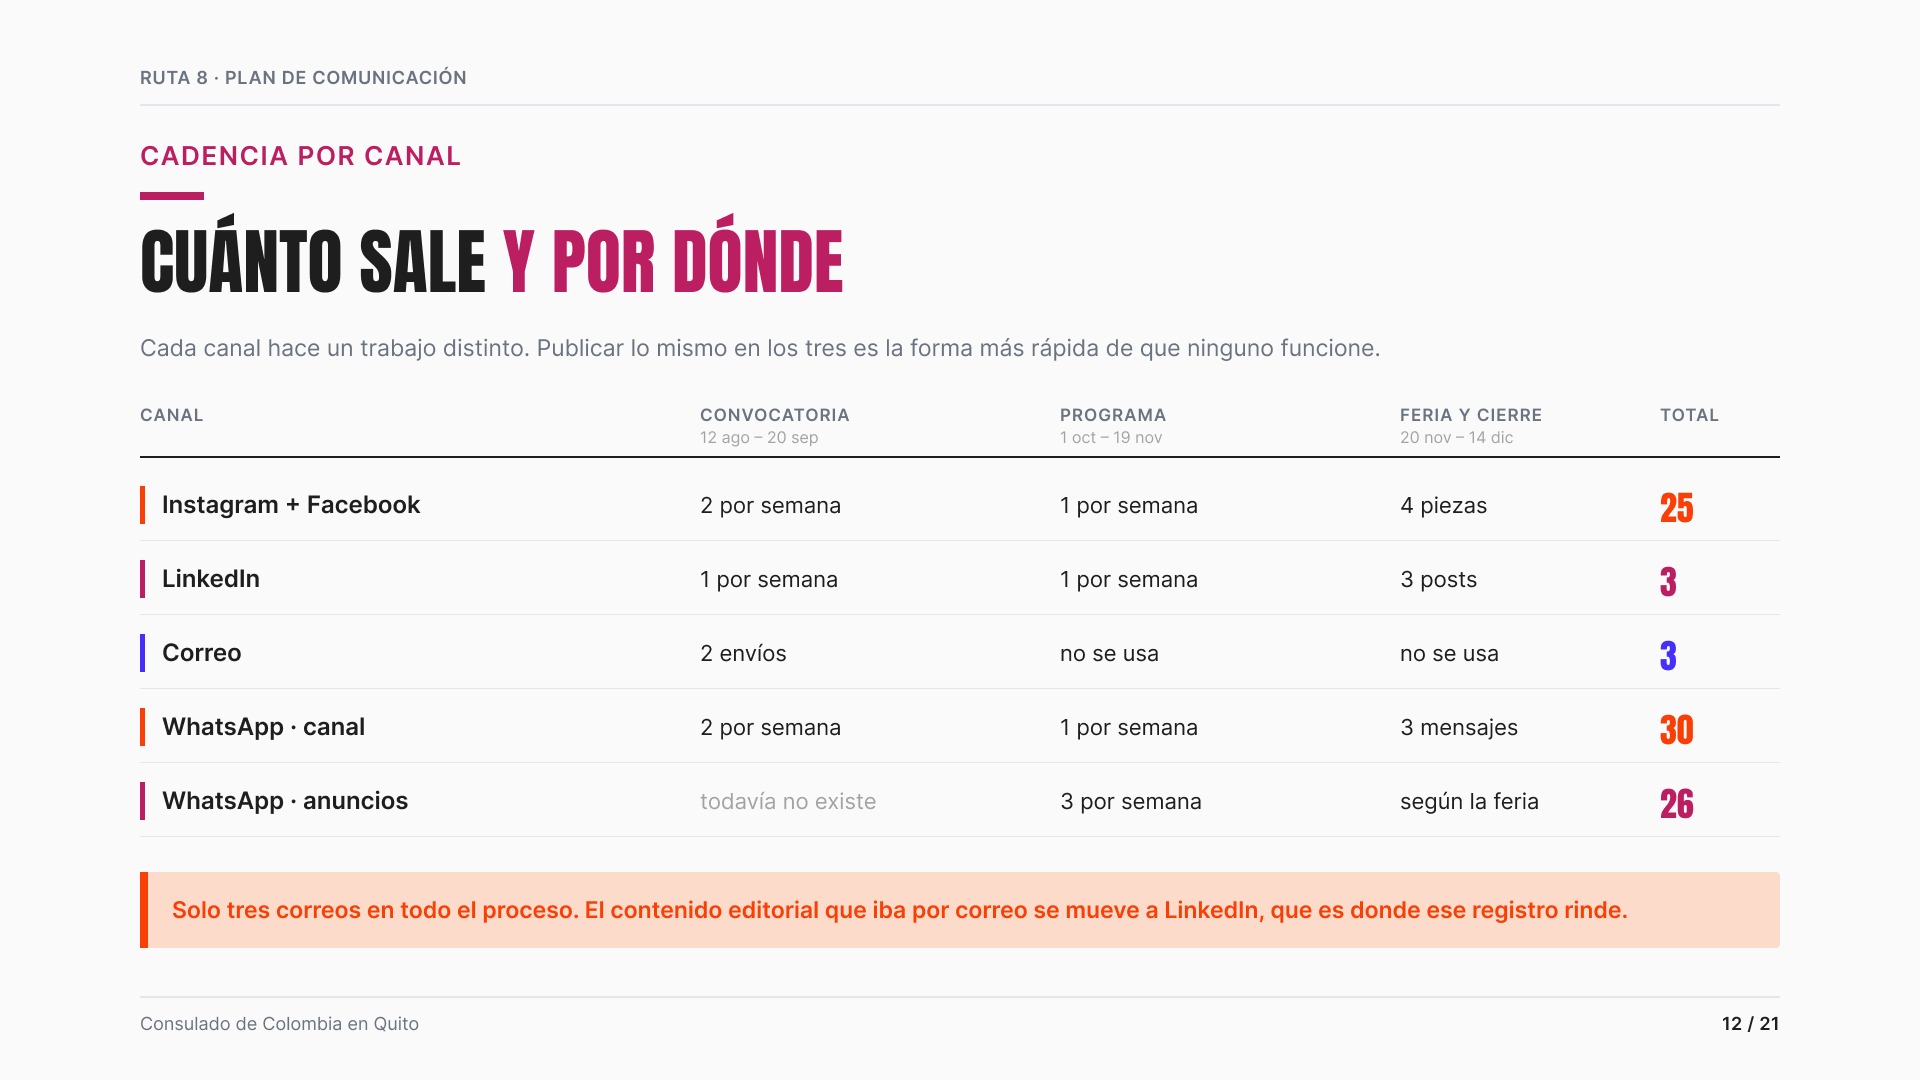 RUTA 8 · PLAN DE COMUNICACIÓN
CADENCIA POR CANAL
CUÁNTO SALE Y POR DÓNDE
Cada canal hace un trabajo distinto. Publicar lo mismo en los tres es la forma más rápida de que ninguno funcione.
CANAL CONVOCATORIA PROGRAMA FERIA Y CIERRE TOTAL
12 ago – 20 sep 1 oct – 19 nov 20 nov – 14 dic
Instagram + Facebook 2 por semana 1 por semana 4 piezas 25
LinkedIn 1 por semana 1 por semana 3 posts 3
Correo 2 envíos no se usa no se usa 3
WhatsApp · canal 2 por semana 1 por semana 3 mensajes 30
WhatsApp · anuncios todavía no existe 3 por semana según la feria 26
Solo tres correos en todo el proceso. El contenido editorial que iba por correo se mueve a LinkedIn, que es donde ese registro rinde.
Consulado de Colombia en Quito 12 / 21